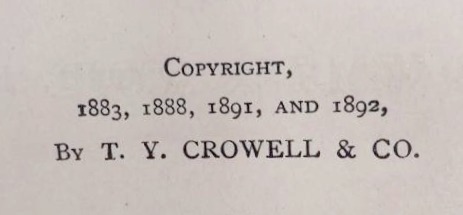 COPYRIGHT,
1883, 1888, 1891, AND 1892,
BY T. Y. CROWELL & CO.